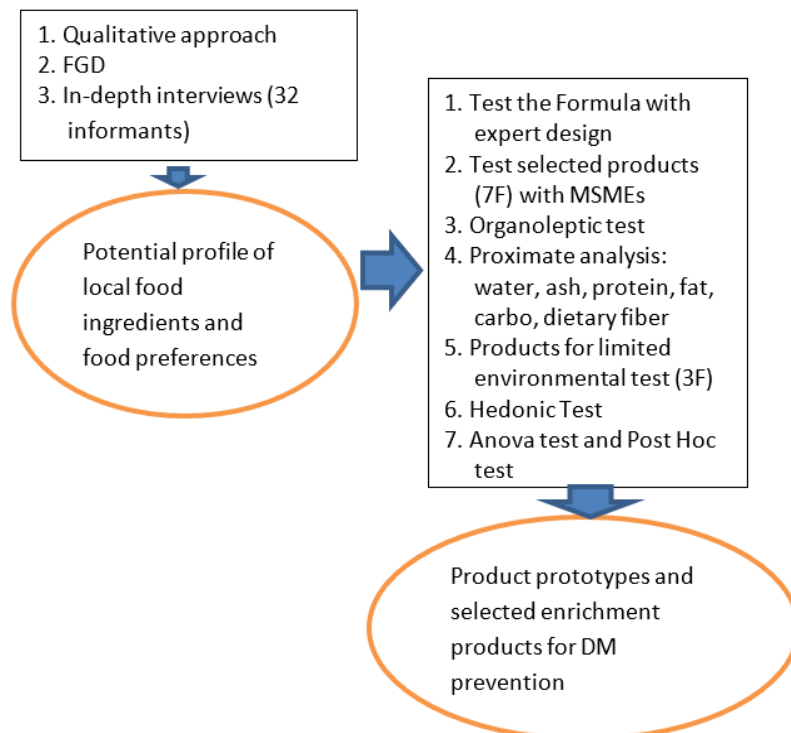 1. Qualitative approach
2. FGD
3. In-depth interviews (32
informants)
Potential profile of
local food
ingredients and
food preferences
1. Test the Formula with
expert design
2. Test selected products
(7F) with MSMEs
3. Organoleptic test
4. Proximate analysis:
water, ash, protein, fat,
carbo, dietary fiber
5. Products for limited
environmental test (3F)
6. Hedonic Test
7. Anova test and Post Hoc
test
Product prototypes and
selected enrichment
products for DM
prevention